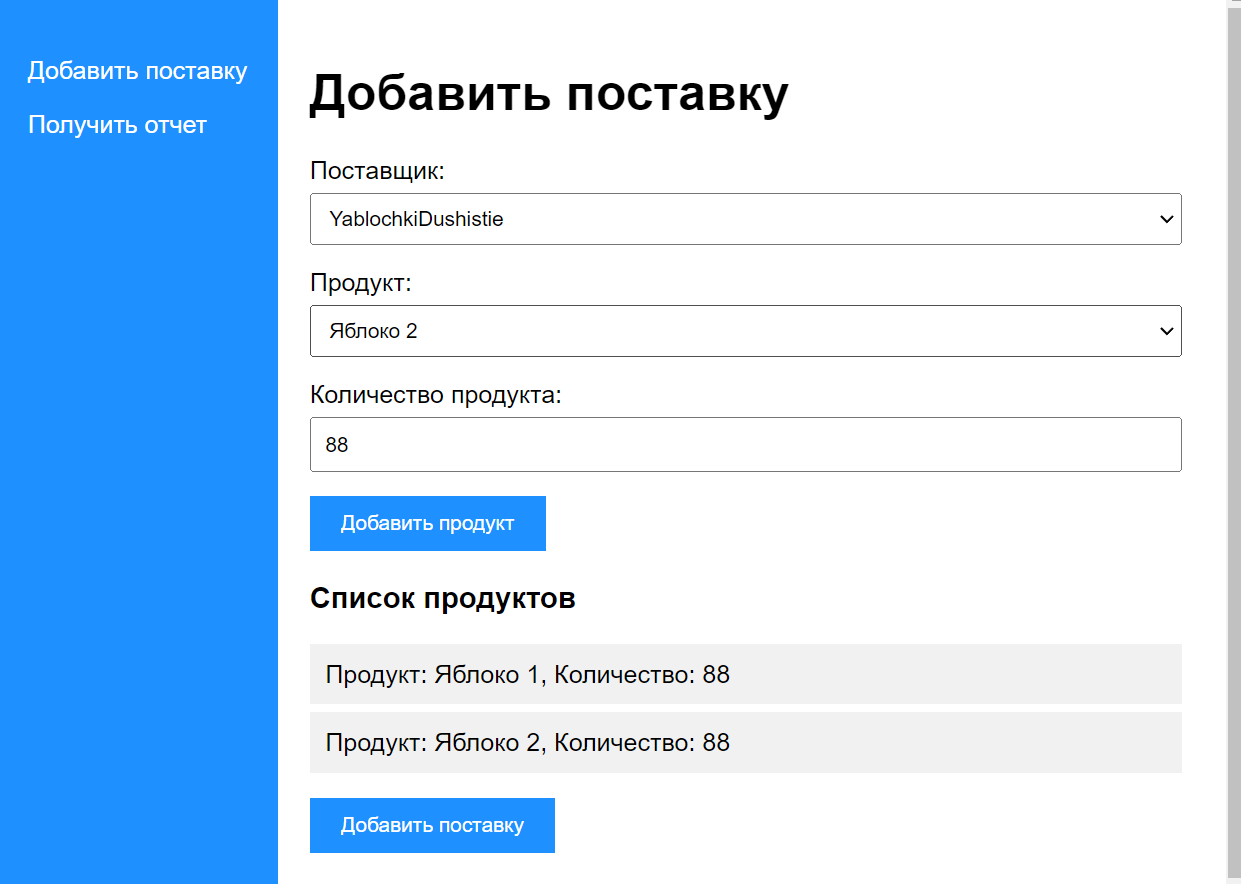 Добавить поставку
Получить отчет
Добавить поставку
Поставщик:
YablochkiDushistie
Продукт:
Яблоко 2
Количество продукта:
88
Добавить продукт
Список продуктов
Продукт: Яблоко 1, Количество: 88
Продукт: Яблоко 2, Количество: 88
Добавить поставку